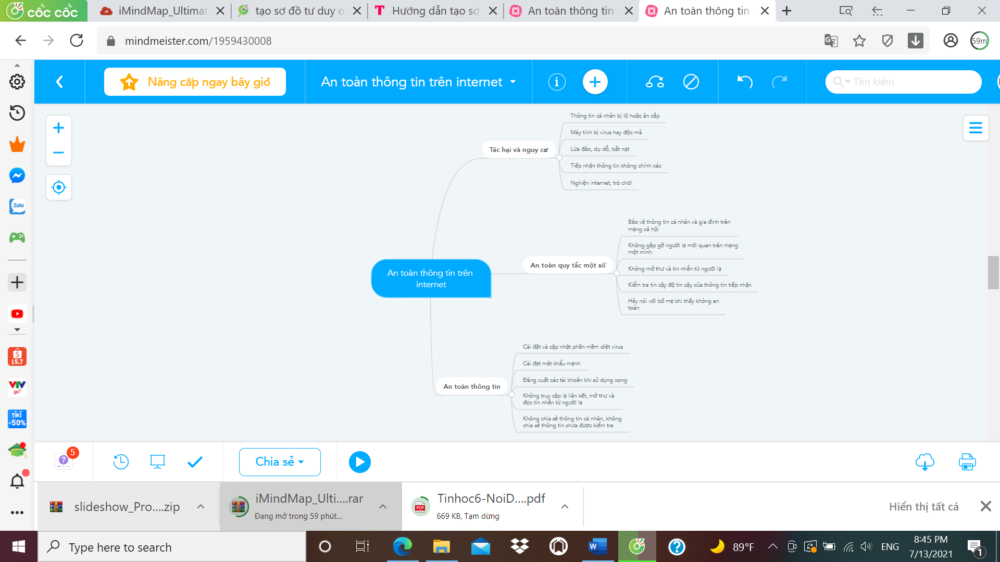 cốc cốc
iMindMap_Ultimat
tạo sơ đồ tư duy o
Hướng dẫn tạo sơ
An toàn thông tin
An toàn thông tin
mindmeister.com/1959430008
59m
Nâng cấp ngay bây giờ
An toàn thông tin trên internet
Tìm kiếm
Thông tin cá nhân bị lộ hoặc ăn cắp
Máy tính bị virus hay độc mã
Tác hại và nguy cơ
Lừa đảo, dụ dỗ, bắt nạt
Tiếp nhận thông tin không chính xác
Nghiện internet, trò chơi
Bảo vệ thông tin cá nhân và gia đình trên
mạng xã hội
Không gặp gỡ người lạ mới quen trên mạng
một mình
An toàn quy tắc một số
Không mở thư và tin nhắn từ người lạ
Kiểm tra tin cậy độ tin cậy của thông tin tiếp nhận
Hãy nói với bố mẹ khi thấy không an
toàn
An toàn thông tin trên
internet
Cài đặt và cập nhật phần mềm diệt virus
Cài đạt mật khẩu mạnh
Đăng xuất các tài khoản khi sử dụng xong
An toàn thông tin
Không truy cập lạ liên kết, mở thư và
đọc tin nhắn từ người lạ
Không chia sẻ thông tin cá nhận, không
chia sẻ thông tin chưa được kiểm tra
Zalo
S
15.7
VTV
go
TIKI
-50%
5
Chia sẻ
slideshow_Pro....zip
iMindMap_Ulti....rar
Đang mở trong 59 phút...
PDF
Tinhoc6-NoiD....pdf
669 KB, Tạm dừng
Hiển thị tất cả
Type here to search
W
89°F
ENG
8:45 PM
7/13/2021
1